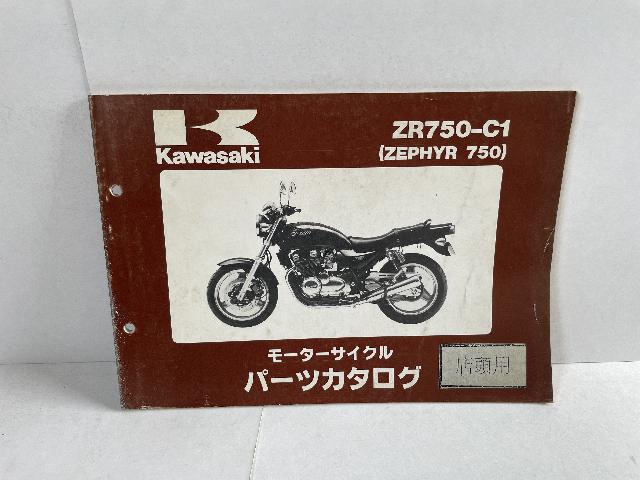 Kawasaki
ZR750-C1
(ZEPHYR 750)
モーターサイクル
パーツカタログ
店頭用